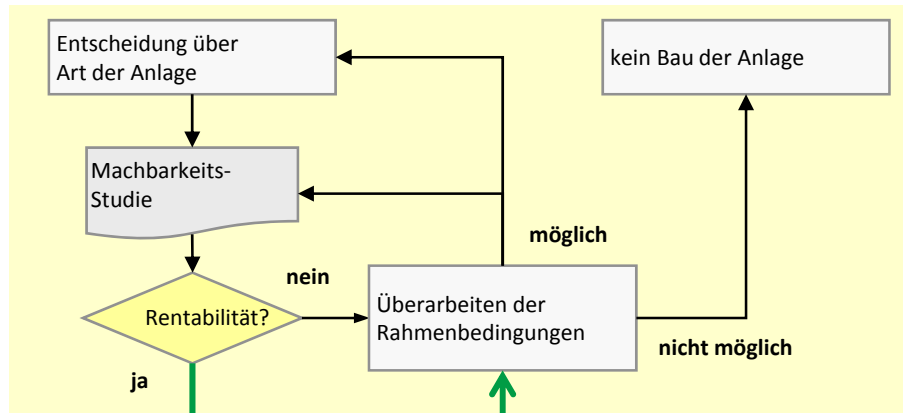 Entscheidung über
Art der Anlage
kein Bau der Anlage
Machbarkeits-
Studie
möglich
nein
Rentabilität?
Überarbeiten der
Rahmenbedingungen
nicht möglich
ja